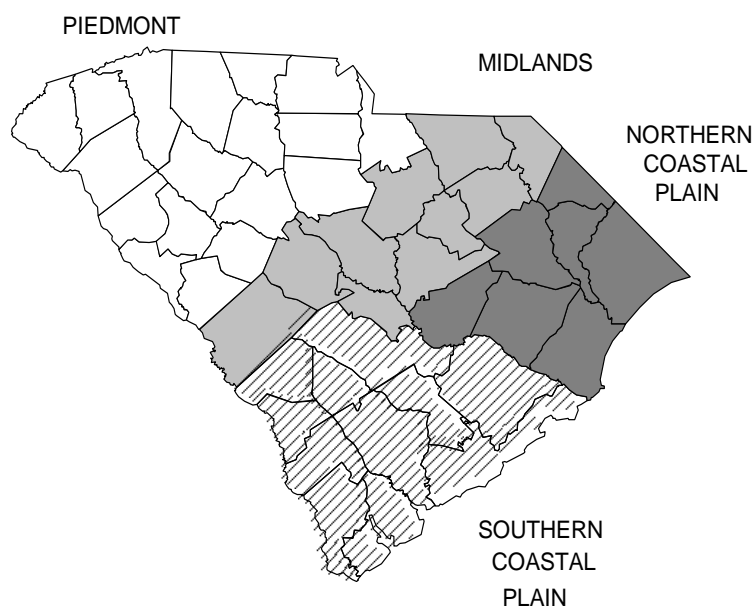 PIEDMONT
MIDLANDS
NORTHERN
COASTAL
PLAIN
SOUTHERN
COASTAL
PLAIN